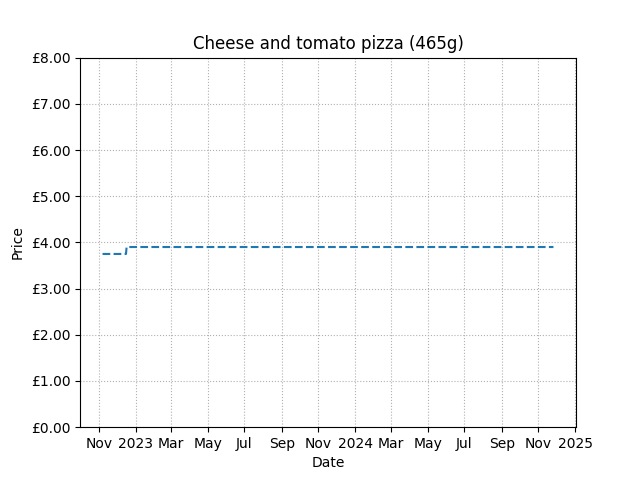 Cheese and tomato pizza (465g)
£8.00
£7.00
£6.00
£5.00
£4.00
£3.00
£2.00
£1.00
£0.00
Price
Nov 2023 Mar May Jul Sep Nov 2024 Mar May Jul Sep Nov 2025
Date